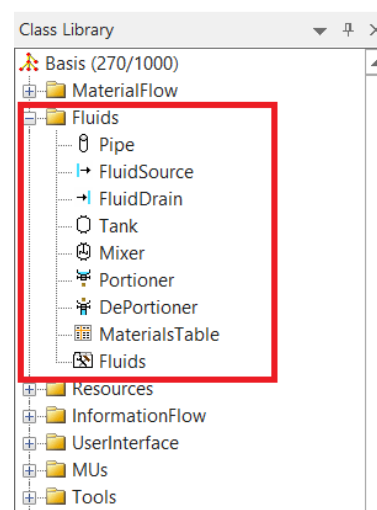 Class Library
Basis (270/1000)
MaterialFlow
Fluids
Pipe
FluidSource
FluidDrain
Tank
Mixer
Portioner
DePortioner
MaterialsTable
Fluids
Resources
InformationFlow
UserInterface
MUs
Tools